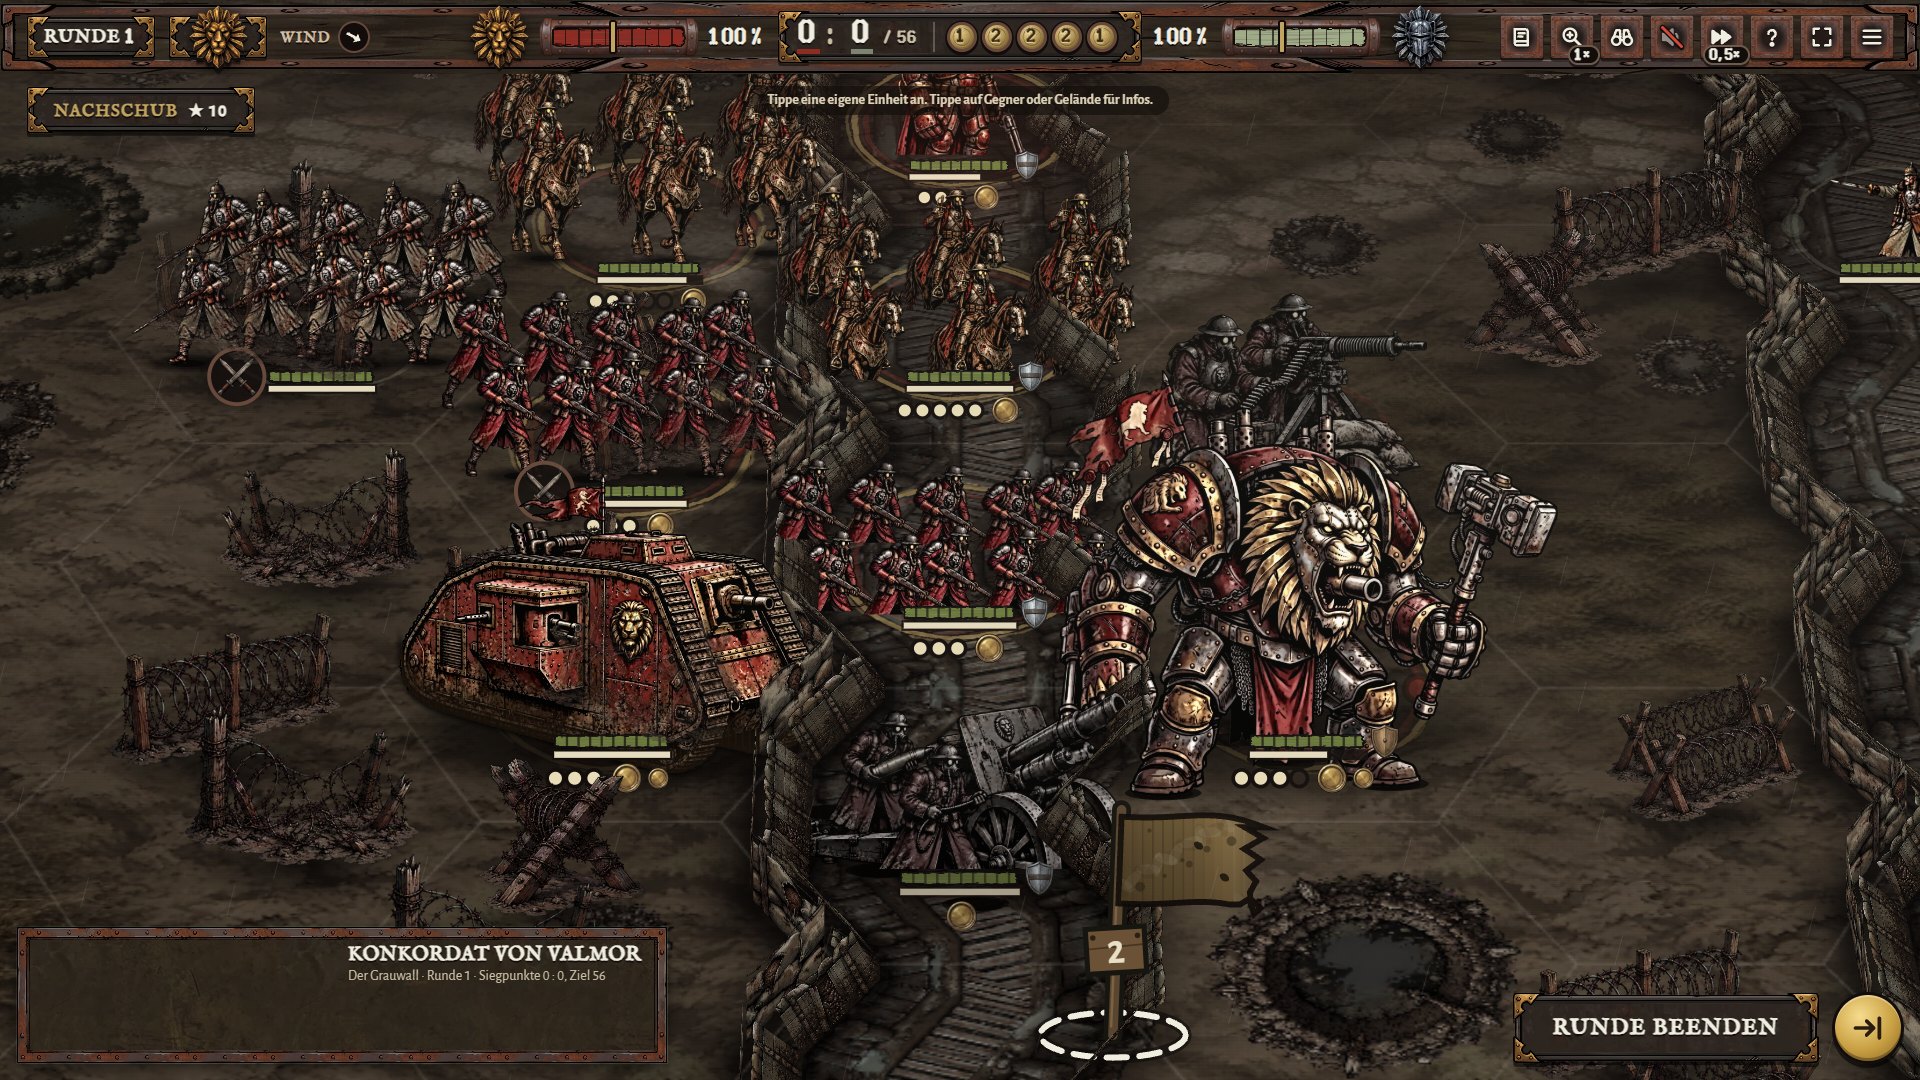 RUNDE 1
WIND
100%
0 : 0 / 56
1 2 2 2 1
100%
1×
0,5×
?
NACHSCHUB ★ 10
Tippe eine eigene Einheit an. Tippe auf Gegner oder Gelände für Infos.
2
KONKORDAT VON VALMOR
Der Grauwall · Runde 1 · Siegpunkte 0 : 0, Ziel 56
RUNDE BEENDEN